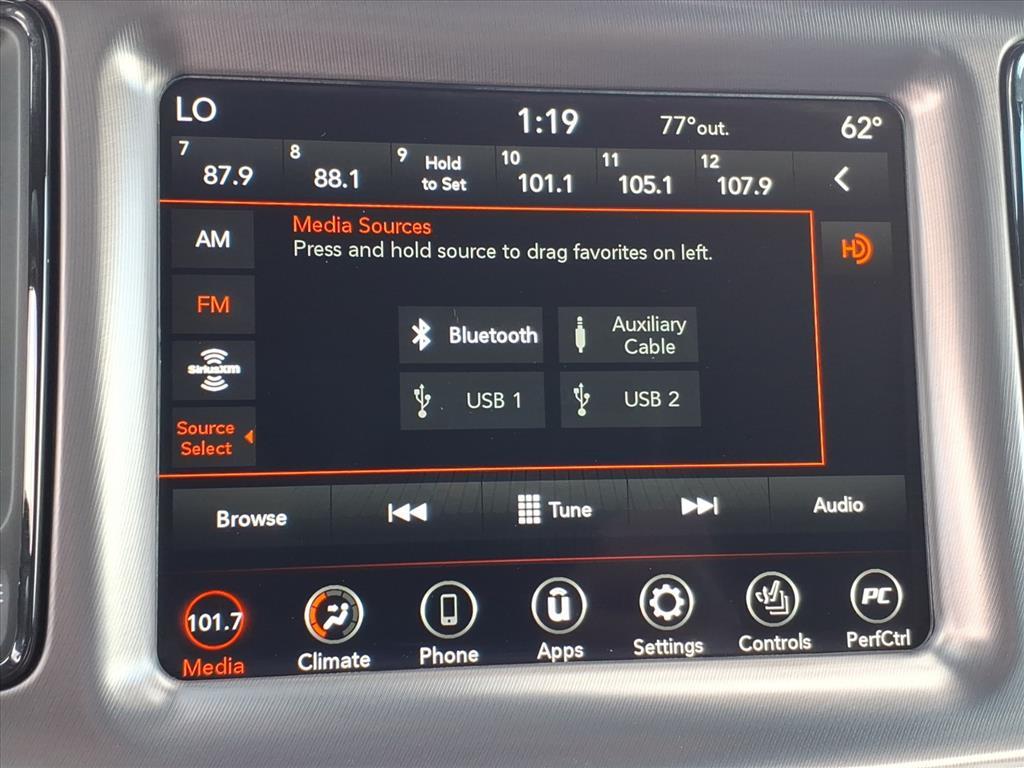 LO 1:19 77° out. 62°
7 87.9 8 88.1 9 Hold to Set 10 101.1 11 105.1 12 107.9
Media Sources
Press and hold source to drag favorites on left.
AM
FM
SiriusXM
Source
Select
Bluetooth
Auxiliary
Cable
USB 1 USB 2
Browse Tune Audio
101.7 PC
Media Climate Phone Apps Settings Controls PerfCtrl
HD